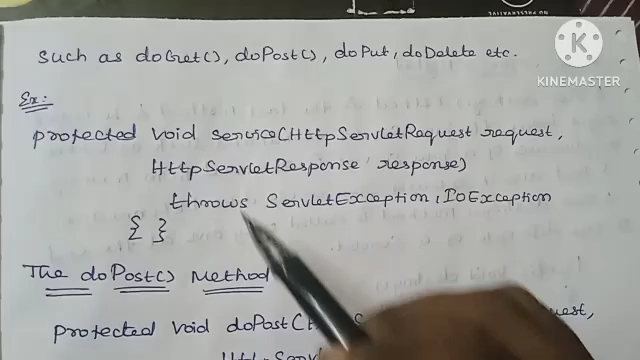 such as doGet(), doPost(), doPut, doDelete etc.
Ex:
protected void service(HttpServletRequest request,
HttpServletResponse response)
throws ServletException, IoException
{ }
The doPost() Method
protected void doPost(
quest,
K
KINEMASTER